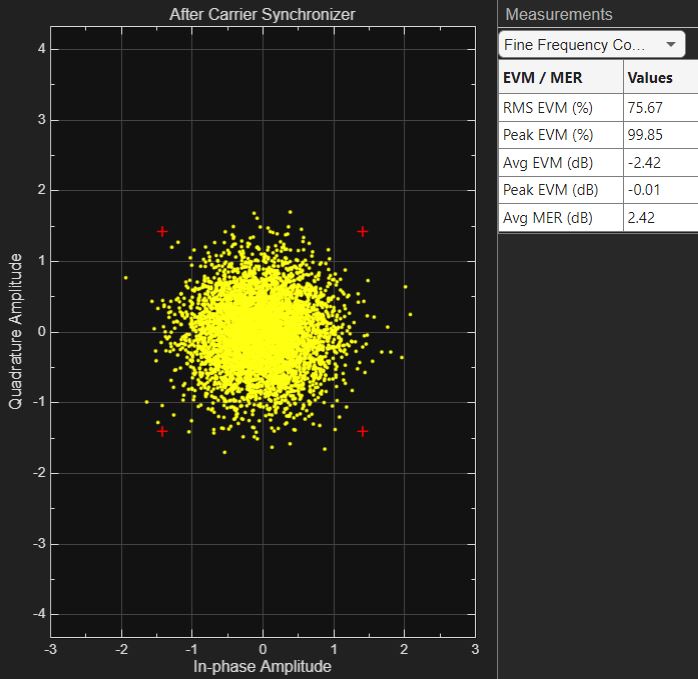 After Carrier Synchronizer
Measurements
Fine Frequency Co...
EVM / MER Values
RMS EVM (%) 75.67
Peak EVM (%) 99.85
Avg EVM (dB) -2.42
Peak EVM (dB) -0.01
Avg MER (dB) 2.42
Quadrature Amplitude
4
3
2
1
0
-1
-2
-3
-4
-3 -2 -1 0 1 2 3
In-phase Amplitude